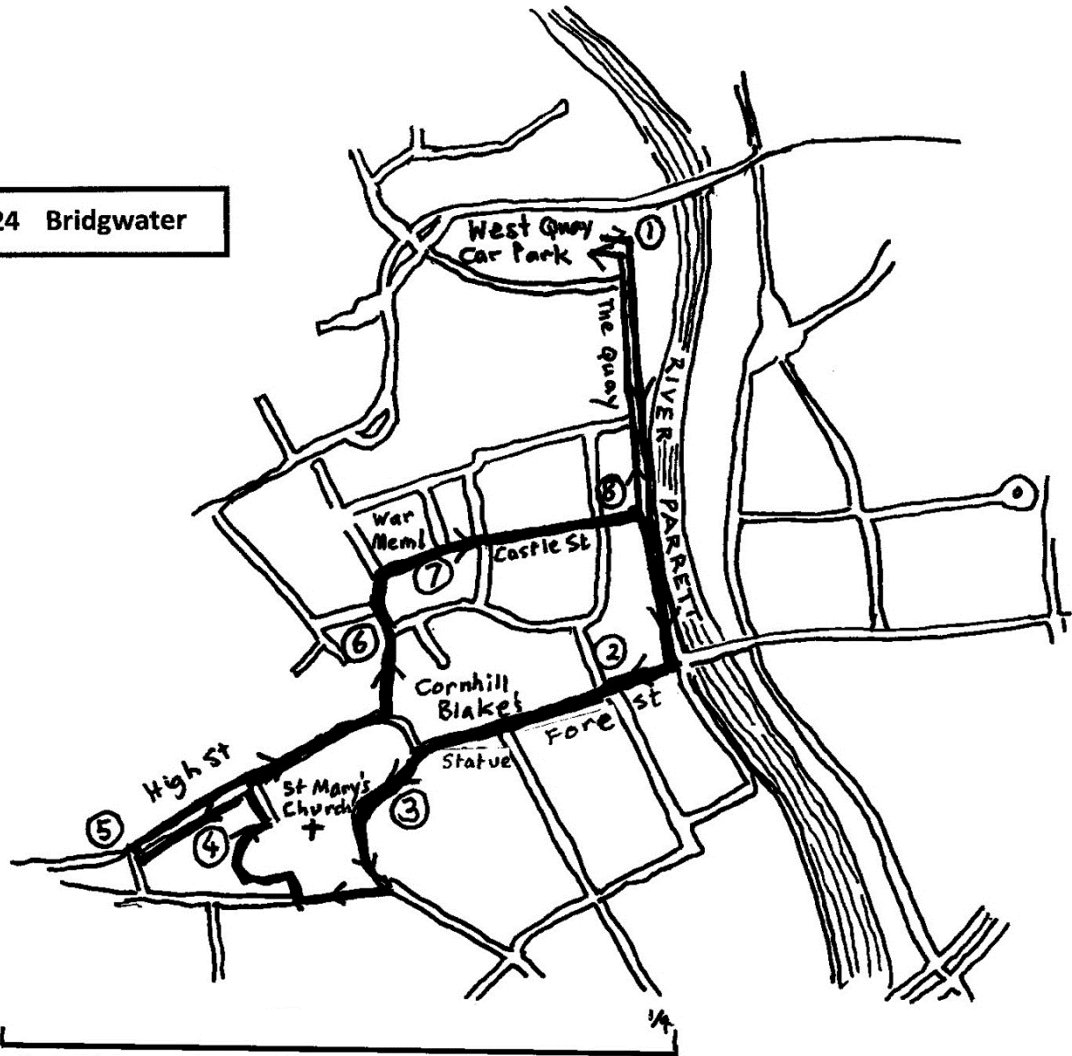 24 Bridgwater
West Quay
Car Park
1
The Quay
RIVER PARRETT
8
War
Meml.
Castle St
7
6
2
Cornhill
Blake's
Statue
Fore St
High St
St Mary's
Church
3
5
4
1/4